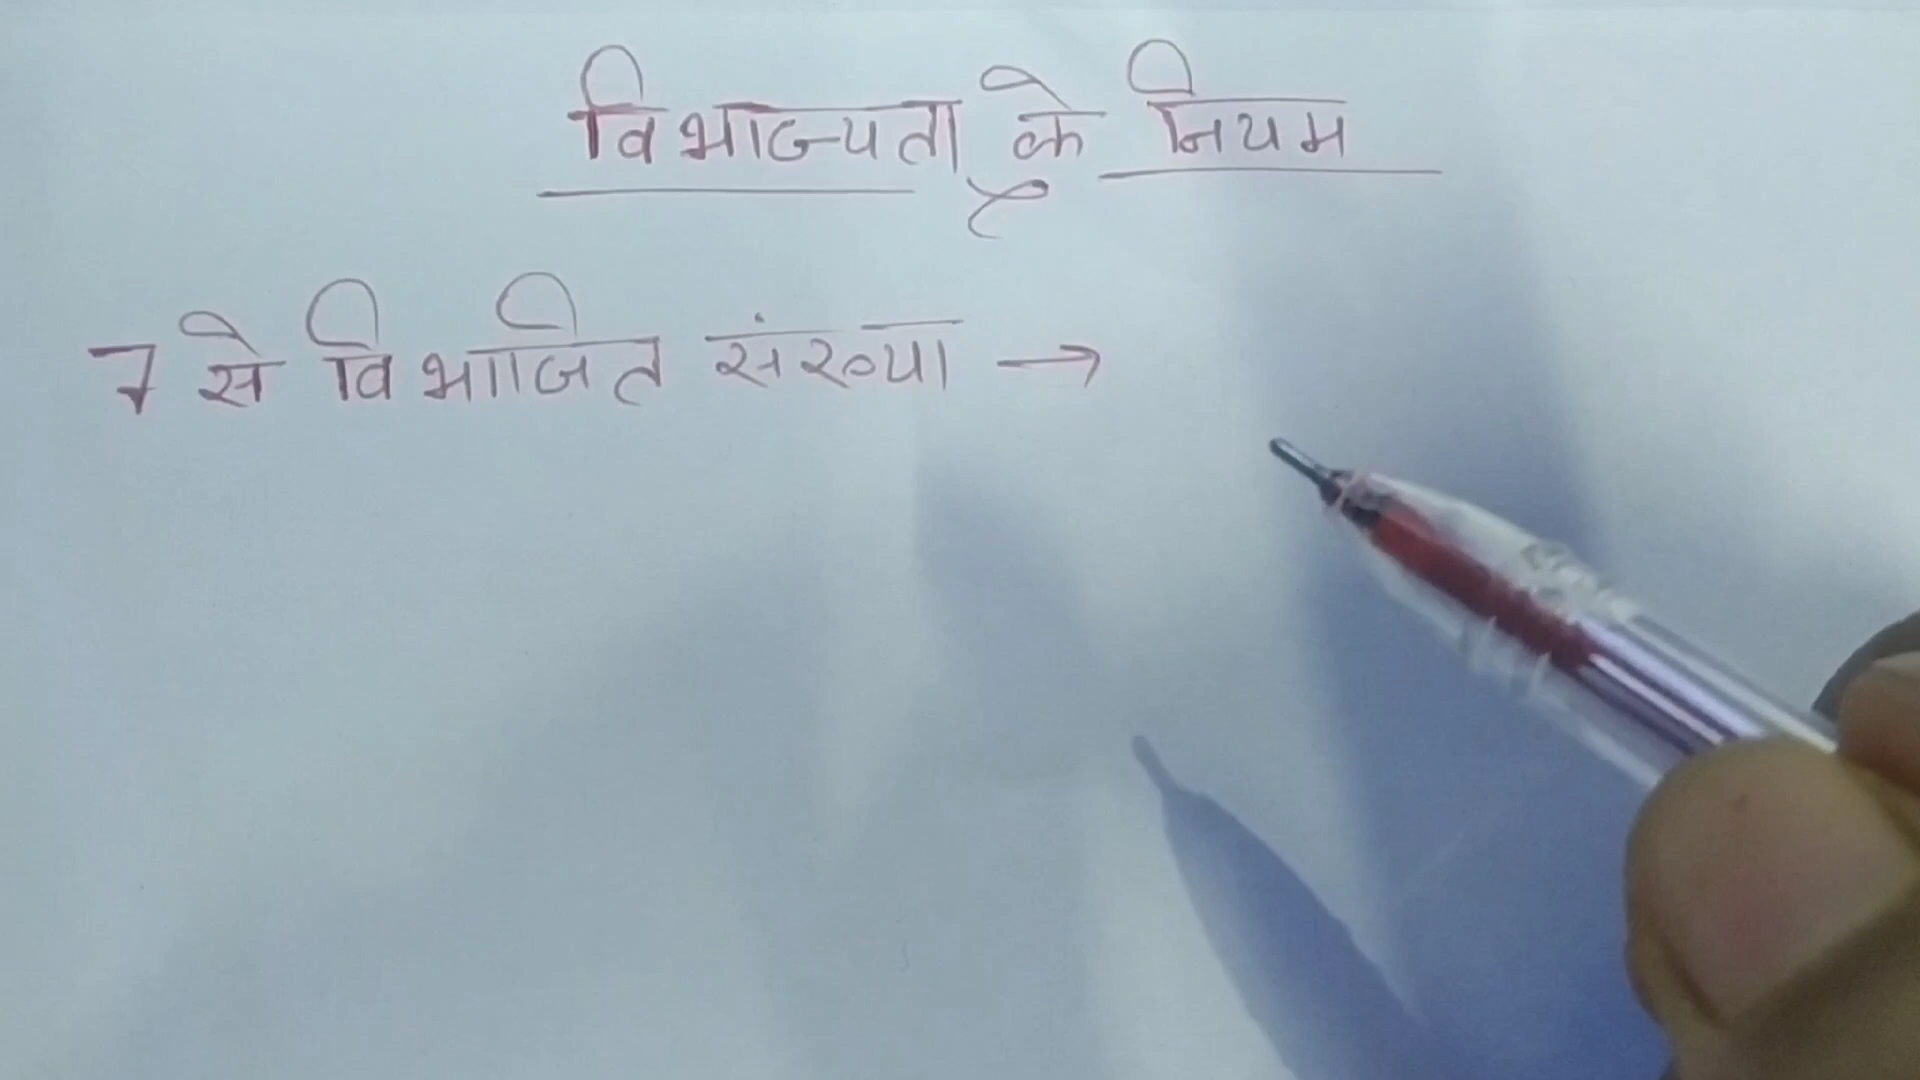 विभाज्यता के नियम
7 से विभाजित संख्या →